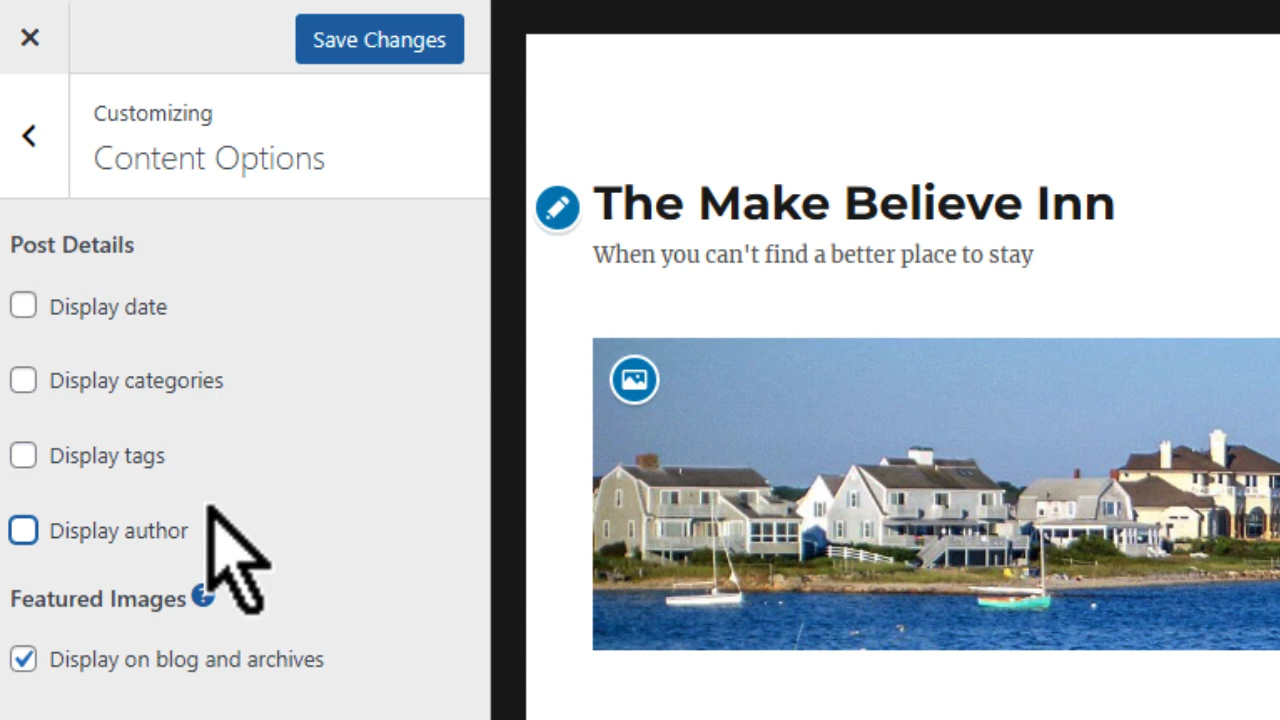 Save Changes
Customizing
Content Options
Post Details
Display date
Display categories
Display tags
Display author
Featured Images ?
Display on blog and archives
The Make Believe Inn
When you can't find a better place to stay